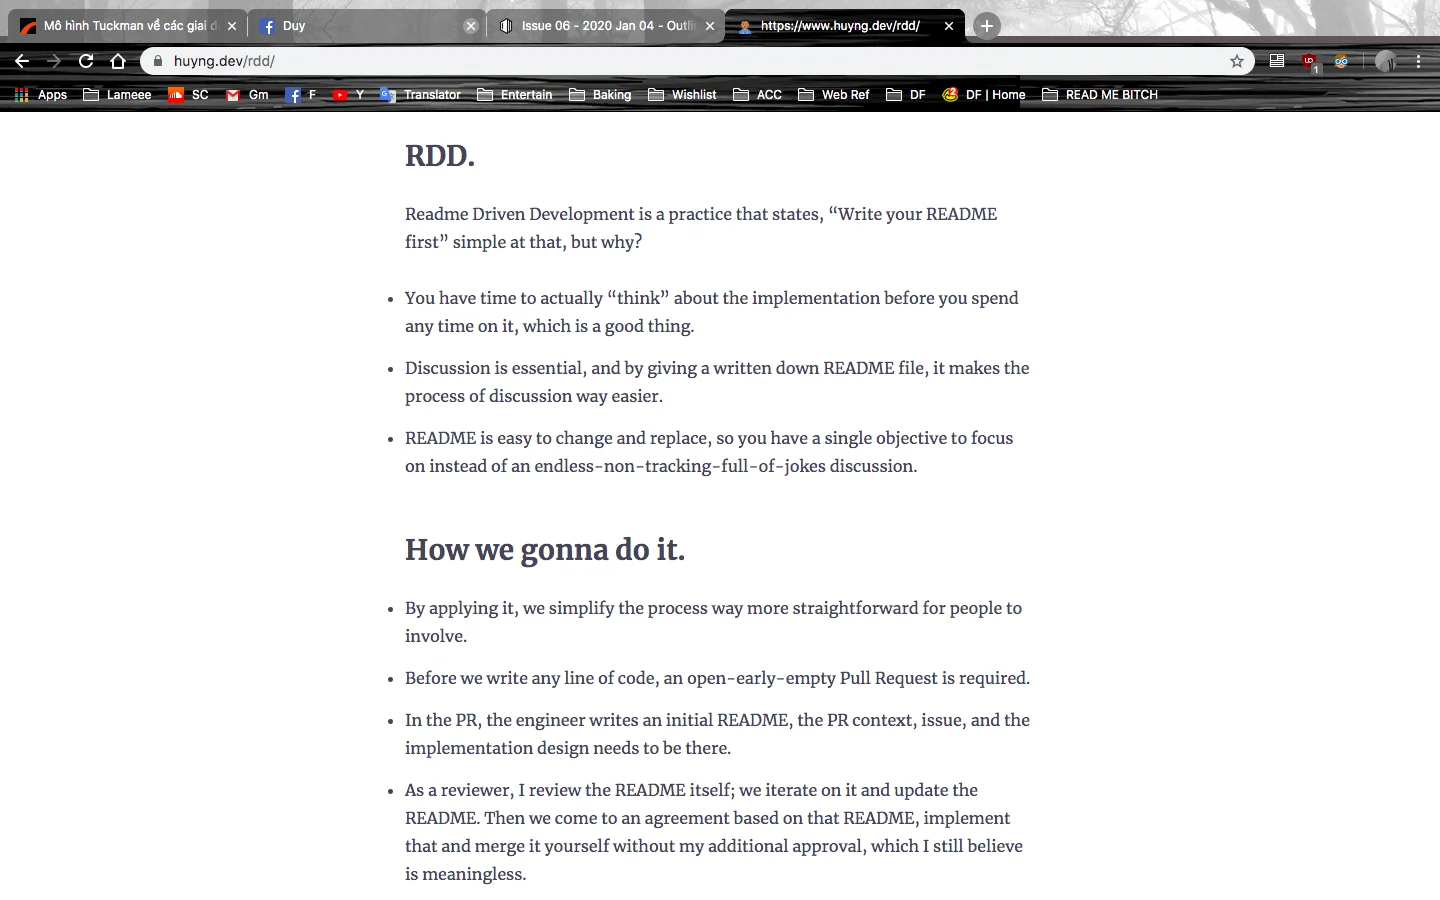 Mô hình Tuckman về các giai đ
Duy
Issue 06 - 2020 Jan 04 - Outli
https://www.huyng.dev/rdd/
huyng.dev/rdd/
1
Apps
Lameee
SC
Gm
F
Y
Translator
Entertain
Baking
Wishlist
ACC
Web Ref
DF
DF | Home
READ ME BITCH
RDD.
Readme Driven Development is a practice that states, “Write your README
first” simple at that, but why?
• You have time to actually “think” about the implementation before you spend
any time on it, which is a good thing.
• Discussion is essential, and by giving a written down README file, it makes the
process of discussion way easier.
• README is easy to change and replace, so you have a single objective to focus
on instead of an endless-non-tracking-full-of-jokes discussion.
How we gonna do it.
• By applying it, we simplify the process way more straightforward for people to
involve.
• Before we write any line of code, an open-early-empty Pull Request is required.
• In the PR, the engineer writes an initial README, the PR context, issue, and the
implementation design needs to be there.
• As a reviewer, I review the README itself; we iterate on it and update the
README. Then we come to an agreement based on that README, implement
that and merge it yourself without my additional approval, which I still believe
is meaningless.